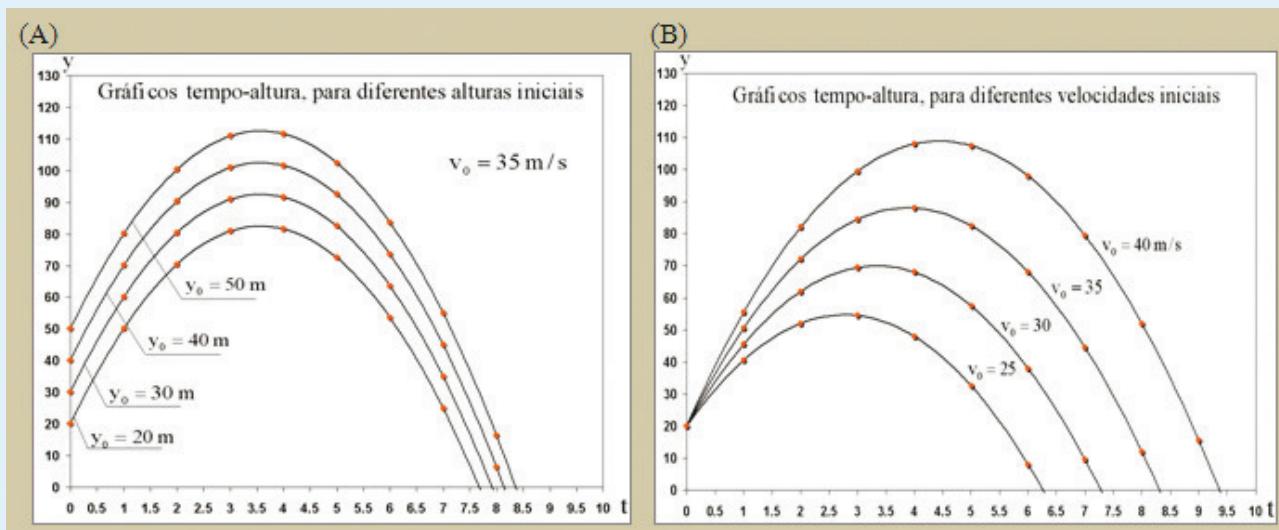 (A)
y
130
120
110
100
90
80
70
60
50
40
30
20
10
0
Gráficos tempo-altura, para diferentes alturas iniciais
v₀ = 35 m/s
y₀ = 50 m
y₀ = 40 m
y₀ = 30 m
y₀ = 20 m
0 0.5 1 1.5 2 2.5 3 3.5 4 4.5 5 5.5 6 6.5 7 7.5 8 8.5 9 9.5 10 t
(B)
y
130
120
110
100
90
80
70
60
50
40
30
20
10
0
Gráficos tempo-altura, para diferentes velocidades iniciais
v₀ = 40 m/s
v₀ = 35
v₀ = 30
v₀ = 25
0 0.5 1 1.5 2 2.5 3 3.5 4 4.5 5 5.5 6 6.5 7 7.5 8 8.5 9 9.5 10 t